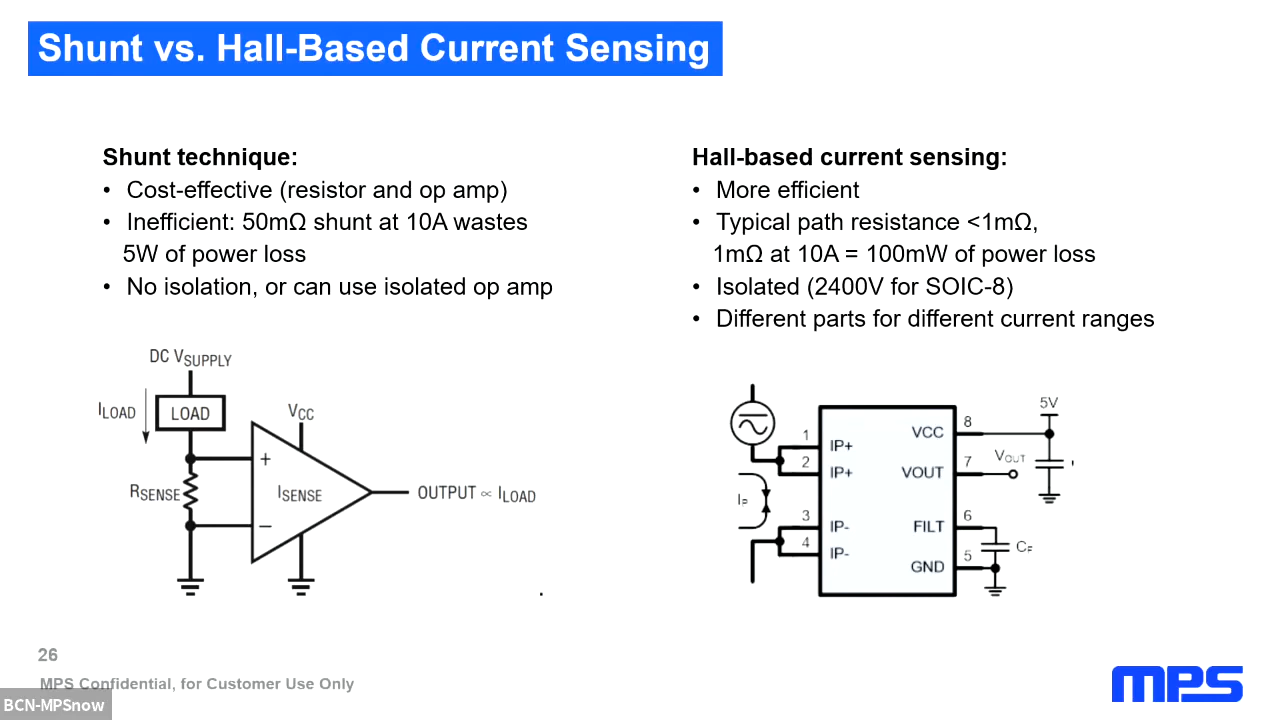 Shunt vs. Hall-Based Current Sensing
Shunt technique:
• Cost-effective (resistor and op amp)
• Inefficient: 50mΩ shunt at 10A wastes
5W of power loss
• No isolation, or can use isolated op amp
DC VSUPPLY
ILOAD
LOAD
VCC
+
RSENSE
ISENSE
OUTPUT ∝ ILOAD
−
Hall-based current sensing:
• More efficient
• Typical path resistance <1mΩ,
1mΩ at 10A = 100mW of power loss
• Isolated (2400V for SOIC-8)
• Different parts for different current ranges
5V
1
IP+
VCC
8
2
IP+
VOUT
7
VOUT
IP
3
IP-
FILT
6
4
IP-
GND
5
CF
26
MPS Confidential, for Customer Use Only
BCN-MPSnow
MPS